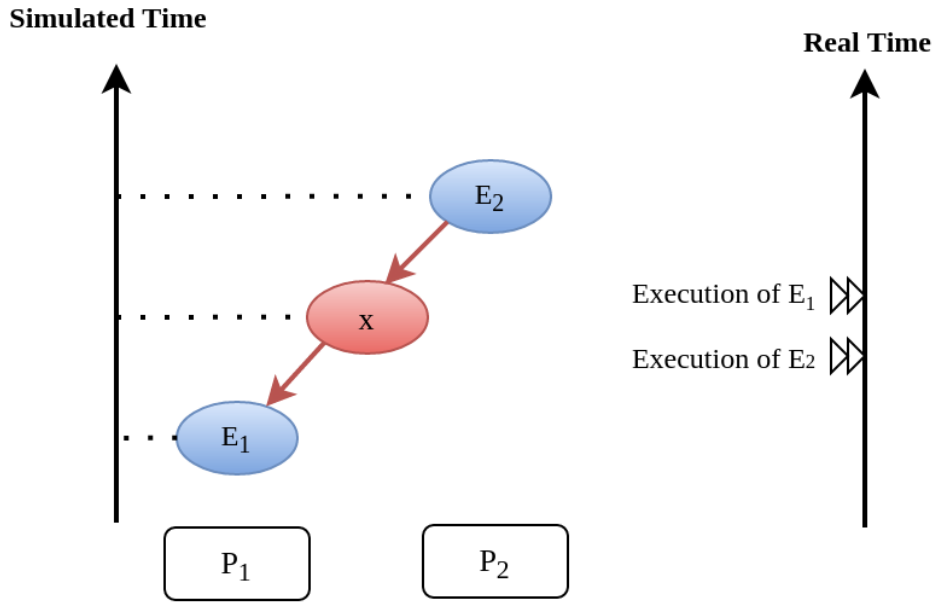 Simulated Time
Real Time
E2
x
E1
Execution of E1
Execution of E2
P1
P2